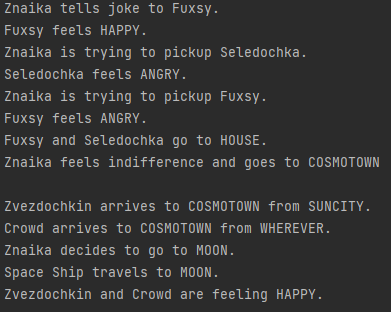 Znaika tells joke to Fuxsy.
Fuxsy feels HAPPY.
Znaika is trying to pickup Seledochka.
Seledochka feels ANGRY.
Znaika is trying to pickup Fuxsy.
Fuxsy feels ANGRY.
Fuxsy and Seledochka go to HOUSE.
Znaika feels indifference and goes to COSMOTOWN
Zvezdochkin arrives to COSMOTOWN from SUNCITY.
Crowd arrives to COSMOTOWN from WHEREVER.
Znaika decides to go to MOON.
Space Ship travels to MOON.
Zvezdochkin and Crowd are feeling HAPPY.